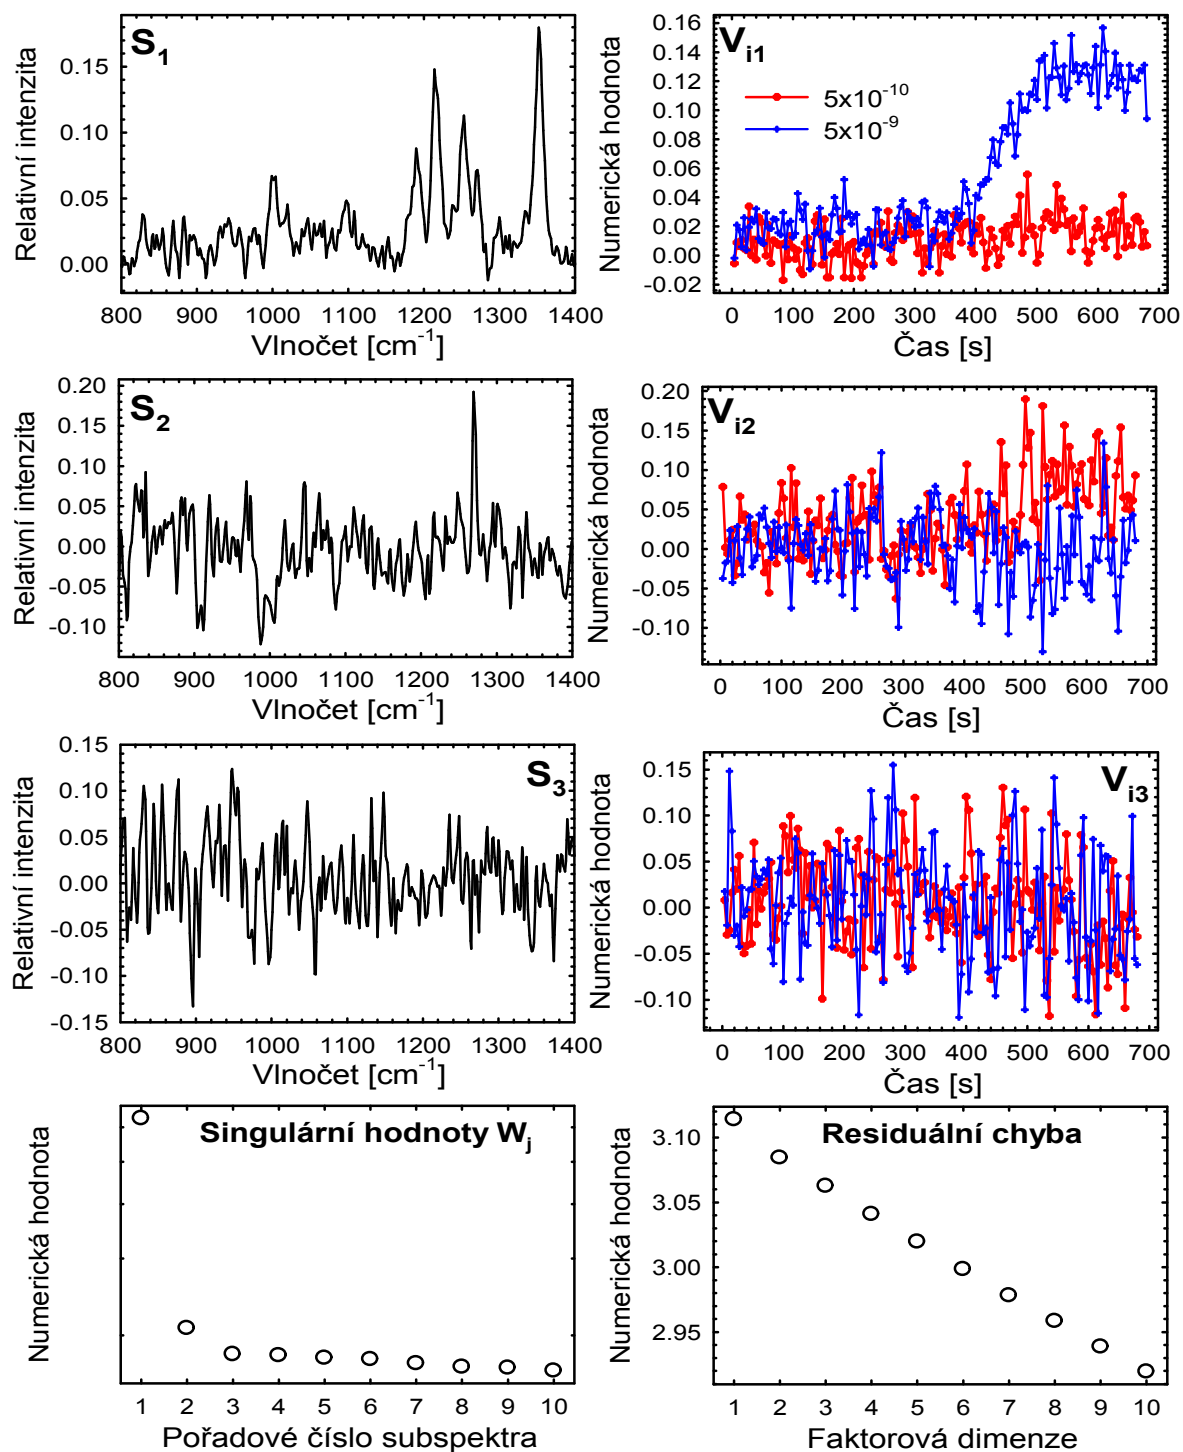 S1
Relativní intenzita
0.15
0.10
0.05
0.00
800 900 1000 1100 1200 1300 1400
Vlnočet [cm-1]
Vi1
5x10-10
5x10-9
Numerická hodnota
0.16
0.14
0.12
0.10
0.08
0.06
0.04
0.02
0.00
-0.02
0 100 200 300 400 500 600 700
Čas [s]
S2
Relativní intenzita
0.20
0.15
0.10
0.05
0.00
-0.05
-0.10
800 900 1000 1100 1200 1300 1400
Vlnočet [cm-1]
Vi2
Numerická hodnota
0.20
0.15
0.10
0.05
0.00
-0.05
-0.10
0 100 200 300 400 500 600 700
Čas [s]
S3
Relativní intenzita
0.15
0.10
0.05
0.00
-0.05
-0.10
-0.15
800 900 1000 1100 1200 1300 1400
Vlnočet [cm-1]
Vi3
Numerická hodnota
0.15
0.10
0.05
0.00
-0.05
-0.10
0 100 200 300 400 500 600 700
Čas [s]
Singulární hodnoty Wj
Numerická hodnota
1 2 3 4 5 6 7 8 9 10
Pořadové číslo subspektra
Residuální chyba
Numerická hodnota
3.10
3.05
3.00
2.95
1 2 3 4 5 6 7 8 9 10
Faktorová dimenze